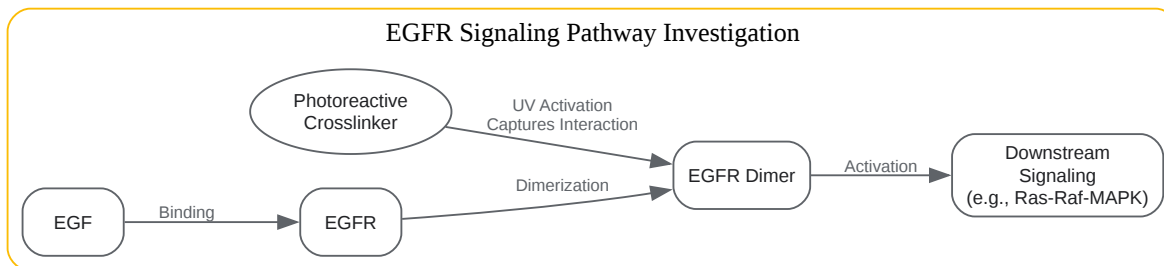 EGFR Signaling Pathway Investigation
Photoreactive
Crosslinker
UV Activation
Captures Interaction
EGF
Binding
EGFR
Dimerization
EGFR Dimer
Activation
Downstream
Signaling
(e.g., Ras-Raf-MAPK)